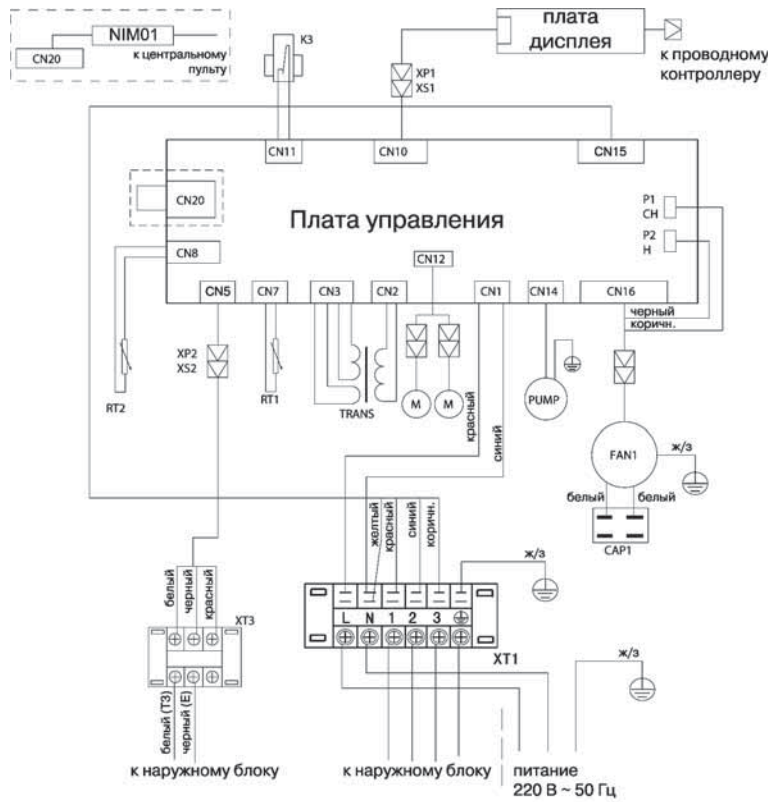 NIM01
CN20
к центральному
пульту
K3
плата
дисплея
к проводному
контроллеру
XP1
XS1
CN11
CN10
CN15
CN20
Плата управления
P1
CH
P2
H
CN8
CN12
CN5
CN7
CN3
CN2
CN1
CN14
CN16
черный
коричн.
XP2
XS2
RT2
RT1
TRANS
M
M
PUMP
красный
синий
FAN1
ж/з
белый
белый
CAP1
желтый
красный
синий
коричн.
ж/з
белый
черный
красный
XT3
L N 1 2 3
XT1
ж/з
белый (T3)
черный (E)
к наружному блоку
к наружному блоку
питание
220 В ~ 50 Гц